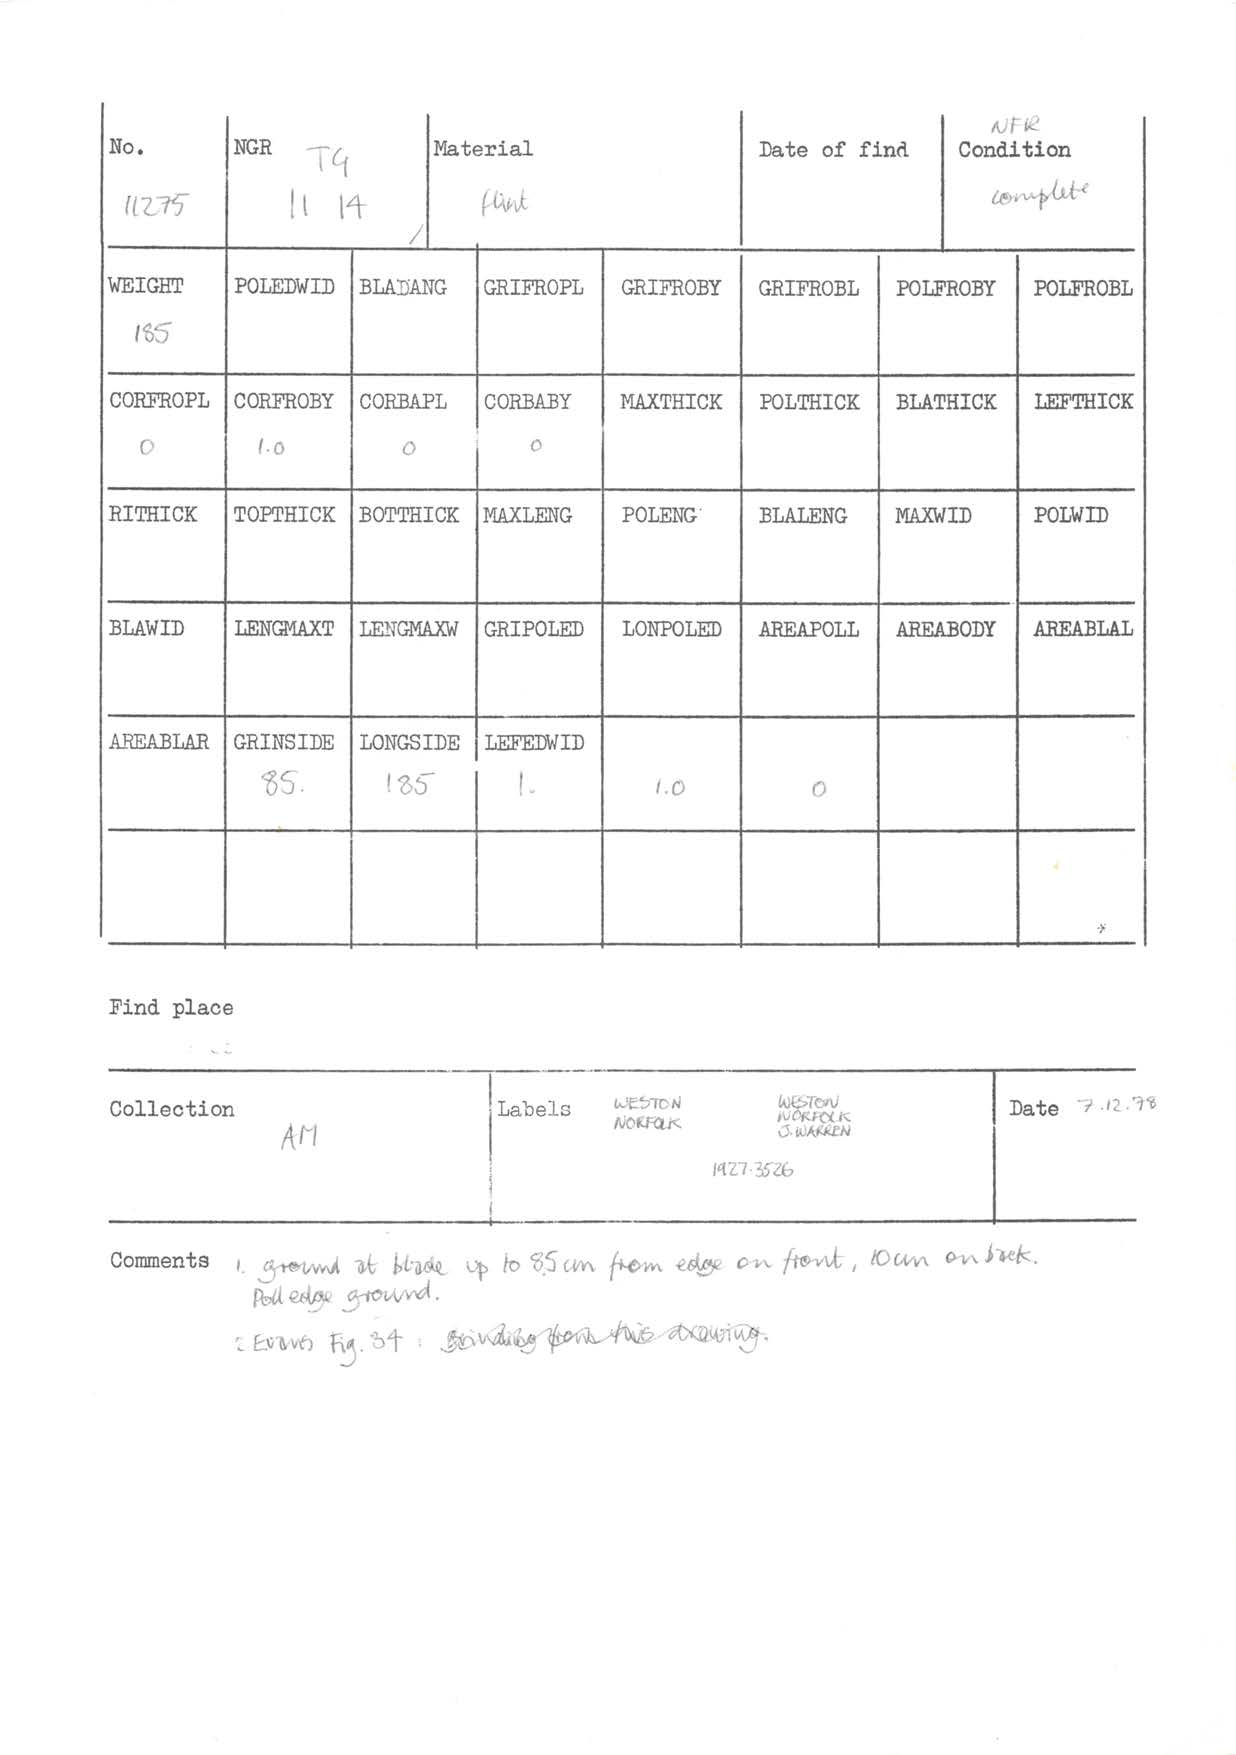 NFR
No. NGR TG Material Date of find Condition
11275 11 14 flint complete
WEIGHT POLEDWID BLADANG GRIFROPL GRIFROBY GRIFROBL POLFROBY POLFROBL
185
CORFROPL CORFROBY CORBAPL CORBABY MAXTHICK POLTHICK BLATHICK LEFTHICK
0 1.0 0 0
RITHICK TOPTHICK BOTTHICK MAXLENG POLENG BLALENG MAXWID POLWID
BLAWID LENGMAXT LENGMAXW GRIPOLED LONPOLED AREAPOLL AREABODY AREABLAL
AREABLAR GRINSIDE LONGSIDE LEFEDWID
85. 185 1. 1.0 0
Find place
Collection AM
Labels WESTON WESTON
NORFOLK NORFOLK
J. WARREN
1927.3526
Date 7.12.78
Comments 1. ground at blade up to 8.5cm from edge on front, 10cm on back.
Poll edge ground.
2 Evans Fig. 34 : drawing.